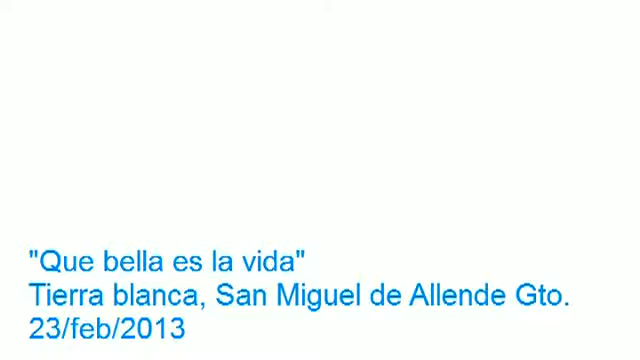 "Que bella es la vida"
Tierra blanca, San Miguel de Allende Gto.
23/feb/2013